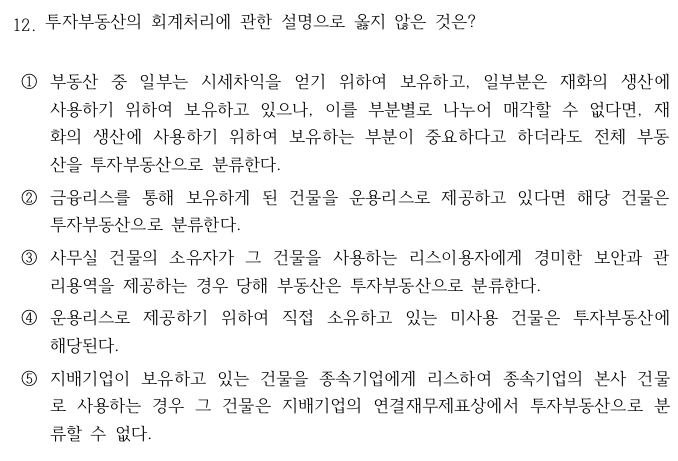 12. 투자부동산의 회계처리에 관한 설명으로 옳지 않은 것은?
① 부동산 중 일부는 시세차익을 얻기 위하여 보유하고, 일부분은 재화의 생산에
사용하기 위하여 보유하고 있으나, 이를 부분별로 나누어 매각할 수 없다면, 재
화의 생산에 사용하기 위하여 보유하는 부분이 중요하다고 하더라도 전체 부동
산을 투자부동산으로 분류한다.
② 금융리스를 통해 보유하게 된 건물을 운용리스로 제공하고 있다면 해당 건물은
투자부동산으로 분류한다.
③ 사무실 건물의 소유자가 그 건물을 사용하는 리스이용자에게 경미한 보안과 관
리용역을 제공하는 경우 당해 부동산은 투자부동산으로 분류한다.
④ 운용리스로 제공하기 위하여 직접 소유하고 있는 미사용 건물은 투자부동산에
해당된다.
⑤ 지배기업이 보유하고 있는 건물을 종속기업에게 리스하여 종속기업의 본사 건물
로 사용하는 경우 그 건물은 지배기업의 연결재무제표상에서 투자부동산으로 분
류할 수 없다.